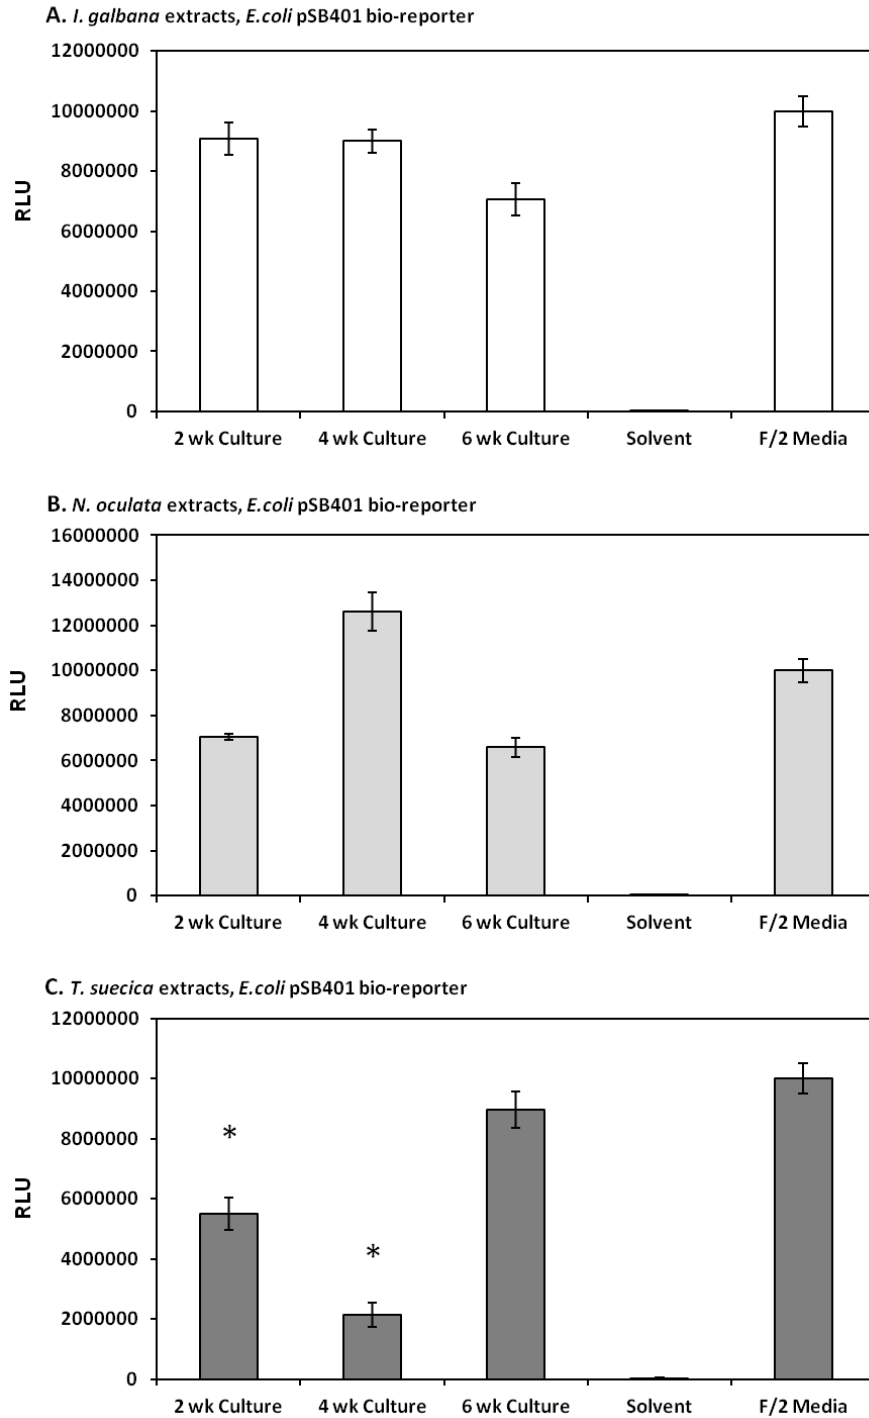 A. I. galbana extracts, E.coli pSB401 bio-reporter
12000000
10000000
8000000
6000000
4000000
2000000
0
RLU
2 wk Culture 4 wk Culture 6 wk Culture Solvent F/2 Media
B. N. oculata extracts, E.coli pSB401 bio-reporter
16000000
14000000
12000000
10000000
8000000
6000000
4000000
2000000
0
RLU
2 wk Culture 4 wk Culture 6 wk Culture Solvent F/2 Media
C. T. suecica extracts, E.coli pSB401 bio-reporter
12000000
10000000
8000000
6000000
4000000
2000000
0
RLU
*
*
2 wk Culture 4 wk Culture 6 wk Culture Solvent F/2 Media